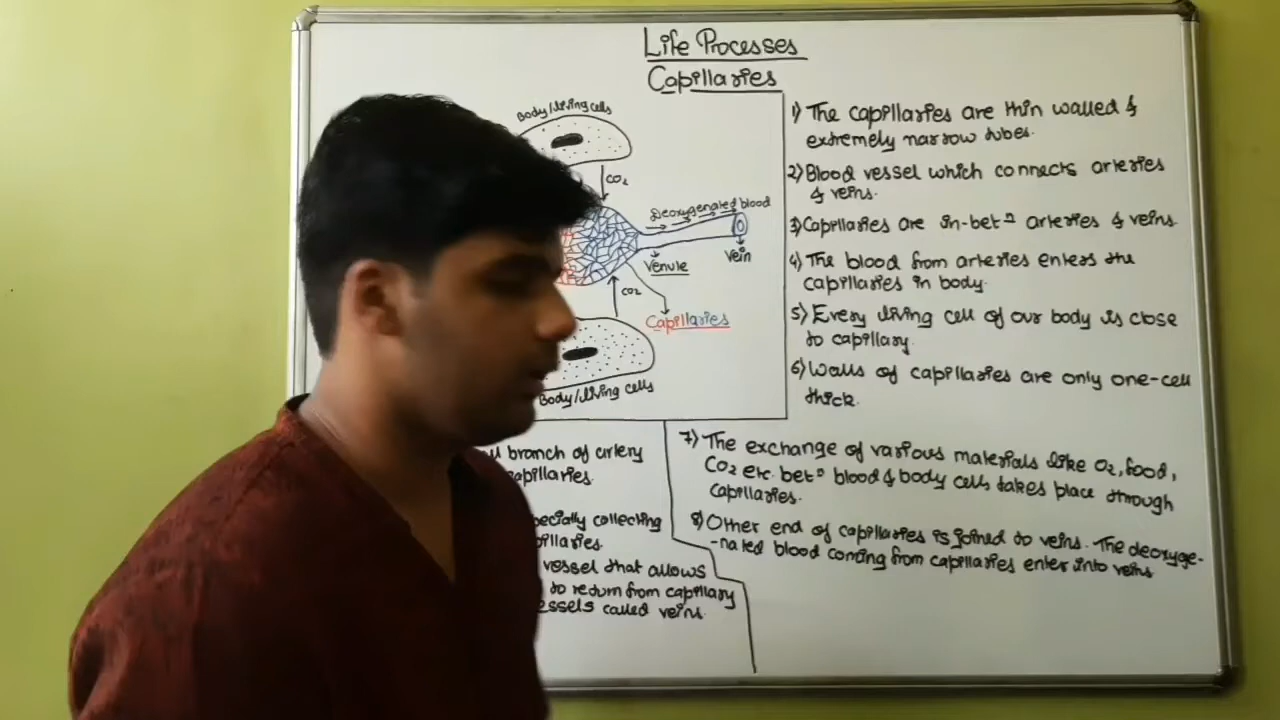 Life Processes
Capillaries
Body/living cells
CO2
Deoxygenated blood
Venule
Vein
CO2
Capillaries
Body/living cells
1) The capillaries are thin walled &
extremely narrow tubes.
2) Blood vessel which connects arteries
& veins.
3) Capillaries are in-betⁿ arteries & veins.
4) The blood from arteries enters the
capillaries in body.
5) Every living cell of our body is close
to capillary.
6) Walls of capillaries are only one-cell
thick.
branch of artery
capillaries.
collecting
vessel that allows
to return from capillary
called veins.
7) The exchange of various materials like O2, food,
CO2 etc. betⁿ blood & body cells takes place through
capillaries.
8) Other end of capillaries is joined to veins. The deoxyge-
-nated blood coming from capillaries enter into veins